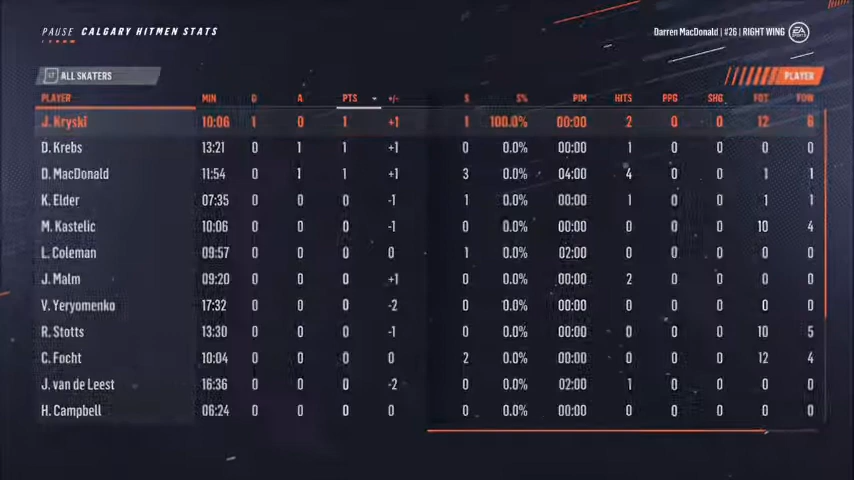 PAUSE CALGARY HITMEN STATS
Darren MacDonald | #26 | RIGHT WING EA SPORTS
LT ALL SKATERS
PLAYER
PLAYER MIN G A PTS +/- S S% PIM HITS PPG SHG FOT FOW
J. Kryski 10:06 1 0 1 +1 1 100.0% 00:00 2 0 0 12 6
D. Krebs 13:21 0 1 1 +1 0 0.0% 00:00 1 0 0 0 0
D. MacDonald 11:54 0 1 1 +1 3 0.0% 04:00 4 0 0 1 1
K. Elder 07:35 0 0 0 -1 1 0.0% 00:00 1 0 0 1 1
M. Kastelic 10:06 0 0 0 -1 0 0.0% 00:00 0 0 0 10 4
L. Coleman 09:57 0 0 0 0 1 0.0% 02:00 0 0 0 0 0
J. Malm 09:20 0 0 0 +1 0 0.0% 00:00 2 0 0 0 0
V. Yeryomenko 17:32 0 0 0 -2 0 0.0% 00:00 0 0 0 0 0
R. Stotts 13:30 0 0 0 -1 0 0.0% 00:00 0 0 0 10 5
C. Focht 10:04 0 0 0 0 2 0.0% 00:00 0 0 0 12 4
J. van de Leest 16:36 0 0 0 -2 0 0.0% 02:00 1 0 0 0 0
H. Campbell 06:24 0 0 0 0 0 0.0% 00:00 0 0 0 0 0